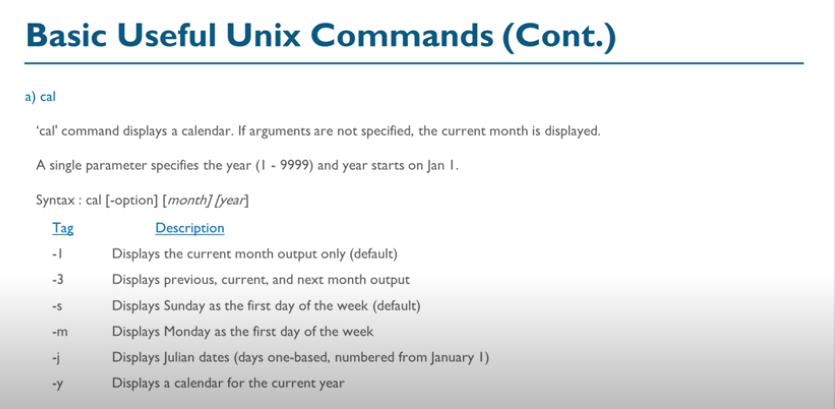 Basic Useful Unix Commands (Cont.)
a) cal
'cal' command displays a calendar. If arguments are not specified, the current month is displayed.
A single parameter specifies the year (1 - 9999) and year starts on Jan 1.
Syntax : cal [-option] [month] [year]
Tag Description
-1 Displays the current month output only (default)
-3 Displays previous, current, and next month output
-s Displays Sunday as the first day of the week (default)
-m Displays Monday as the first day of the week
-j Displays Julian dates (days one-based, numbered from January 1)
-y Displays a calendar for the current year